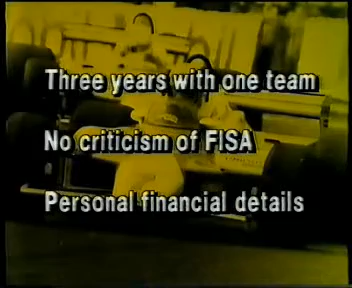 Three years with one team
No criticism of FISA
Personal financial details